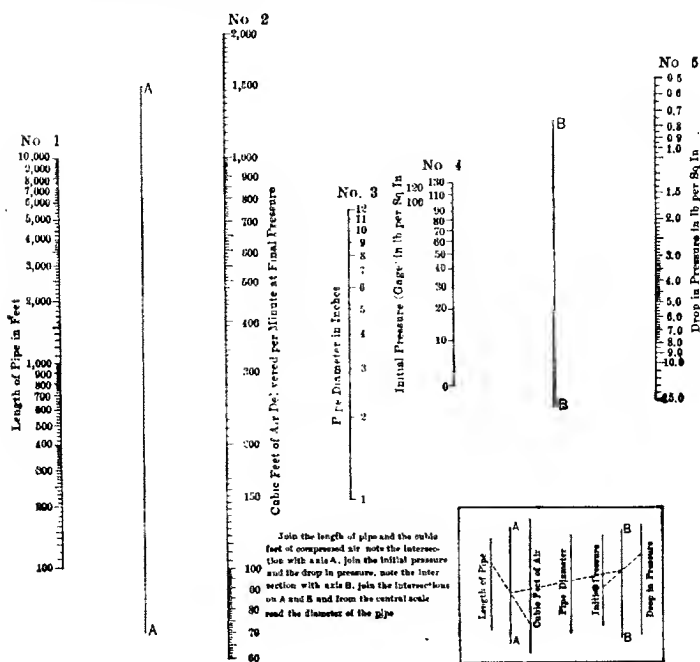 No 1
10,000
9,000
8,000
7,000
6,000
5,000
3,000
2,000
1,000
900
800
700
600
500
400
300
200
100
Length of Pipe in Feet
A
A
No 2
2,000
1,500
1,000
900
800
700
600
500
400
300
200
150
100
90
80
70
60
Cubic Feet of Air Delivered per Minute at Final Pressure
No. 3
12
11
10
9
8
7
6
5
4
3
2
1
Pipe Diameter in Inches
No 4
120
100
130
110
90
80
70
60
50
40
30
20
10
0
Initial Pressure (Gage) in lb per Sq In
B
B
No 5
0.5
0.6
0.7
0.8
0.9
1.0
1.5
2.0
3.0
4.0
5.0
6.0
7.0
8.0
10.0
15.0
Drop in Pressure in lb per Sq In
Join the length of pipe and the cubic
feet of compressed air note the intersec-
tion with axis A, join the initial pressure
and the drop in pressure, note the inter
section with axis B, join the intersections
on A and B and from the central scale
read the diameter of the pipe
A
B
Length of Pipe
Cubic Feet of Air
Pipe Diameter
Initial Pressure
Drop in Pressure
A
B